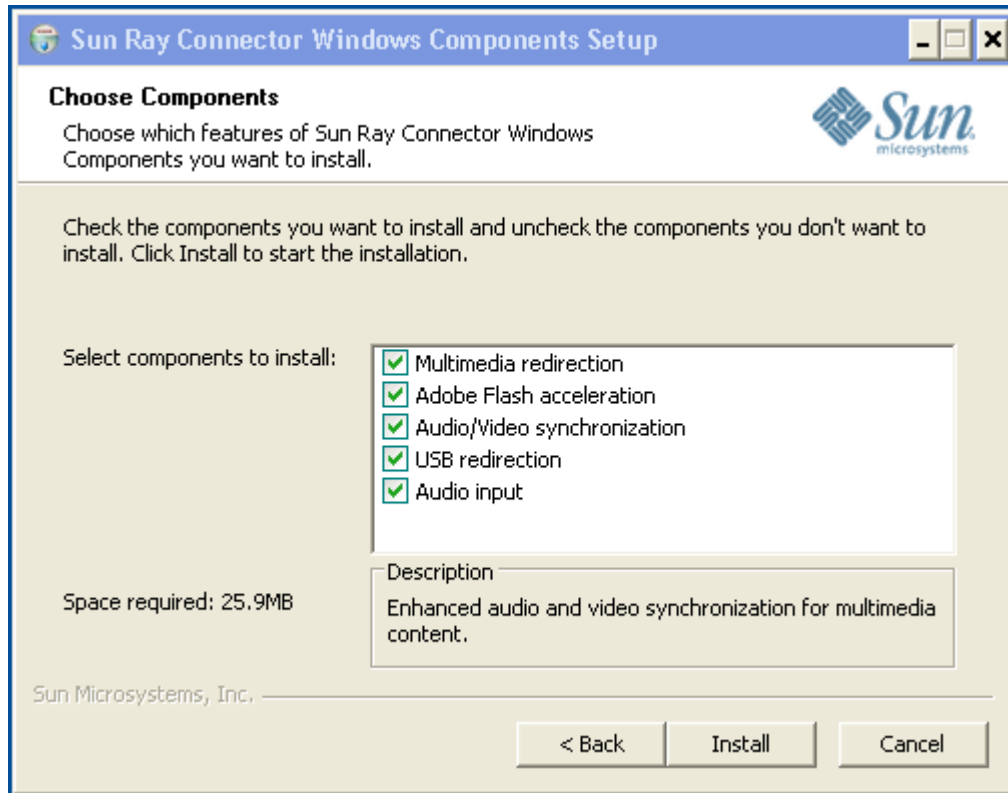 Sun Ray Connector Windows Components Setup
Choose Components
Choose which features of Sun Ray Connector Windows
Components you want to install.
Sun
microsystems
Check the components you want to install and uncheck the components you don't want to
install. Click Install to start the installation.
Select components to install:
Multimedia redirection
Adobe Flash acceleration
Audio/Video synchronization
USB redirection
Audio input
Space required: 25.9MB
Description
Enhanced audio and video synchronization for multimedia
content.
Sun Microsystems, Inc.
< Back
Install
Cancel